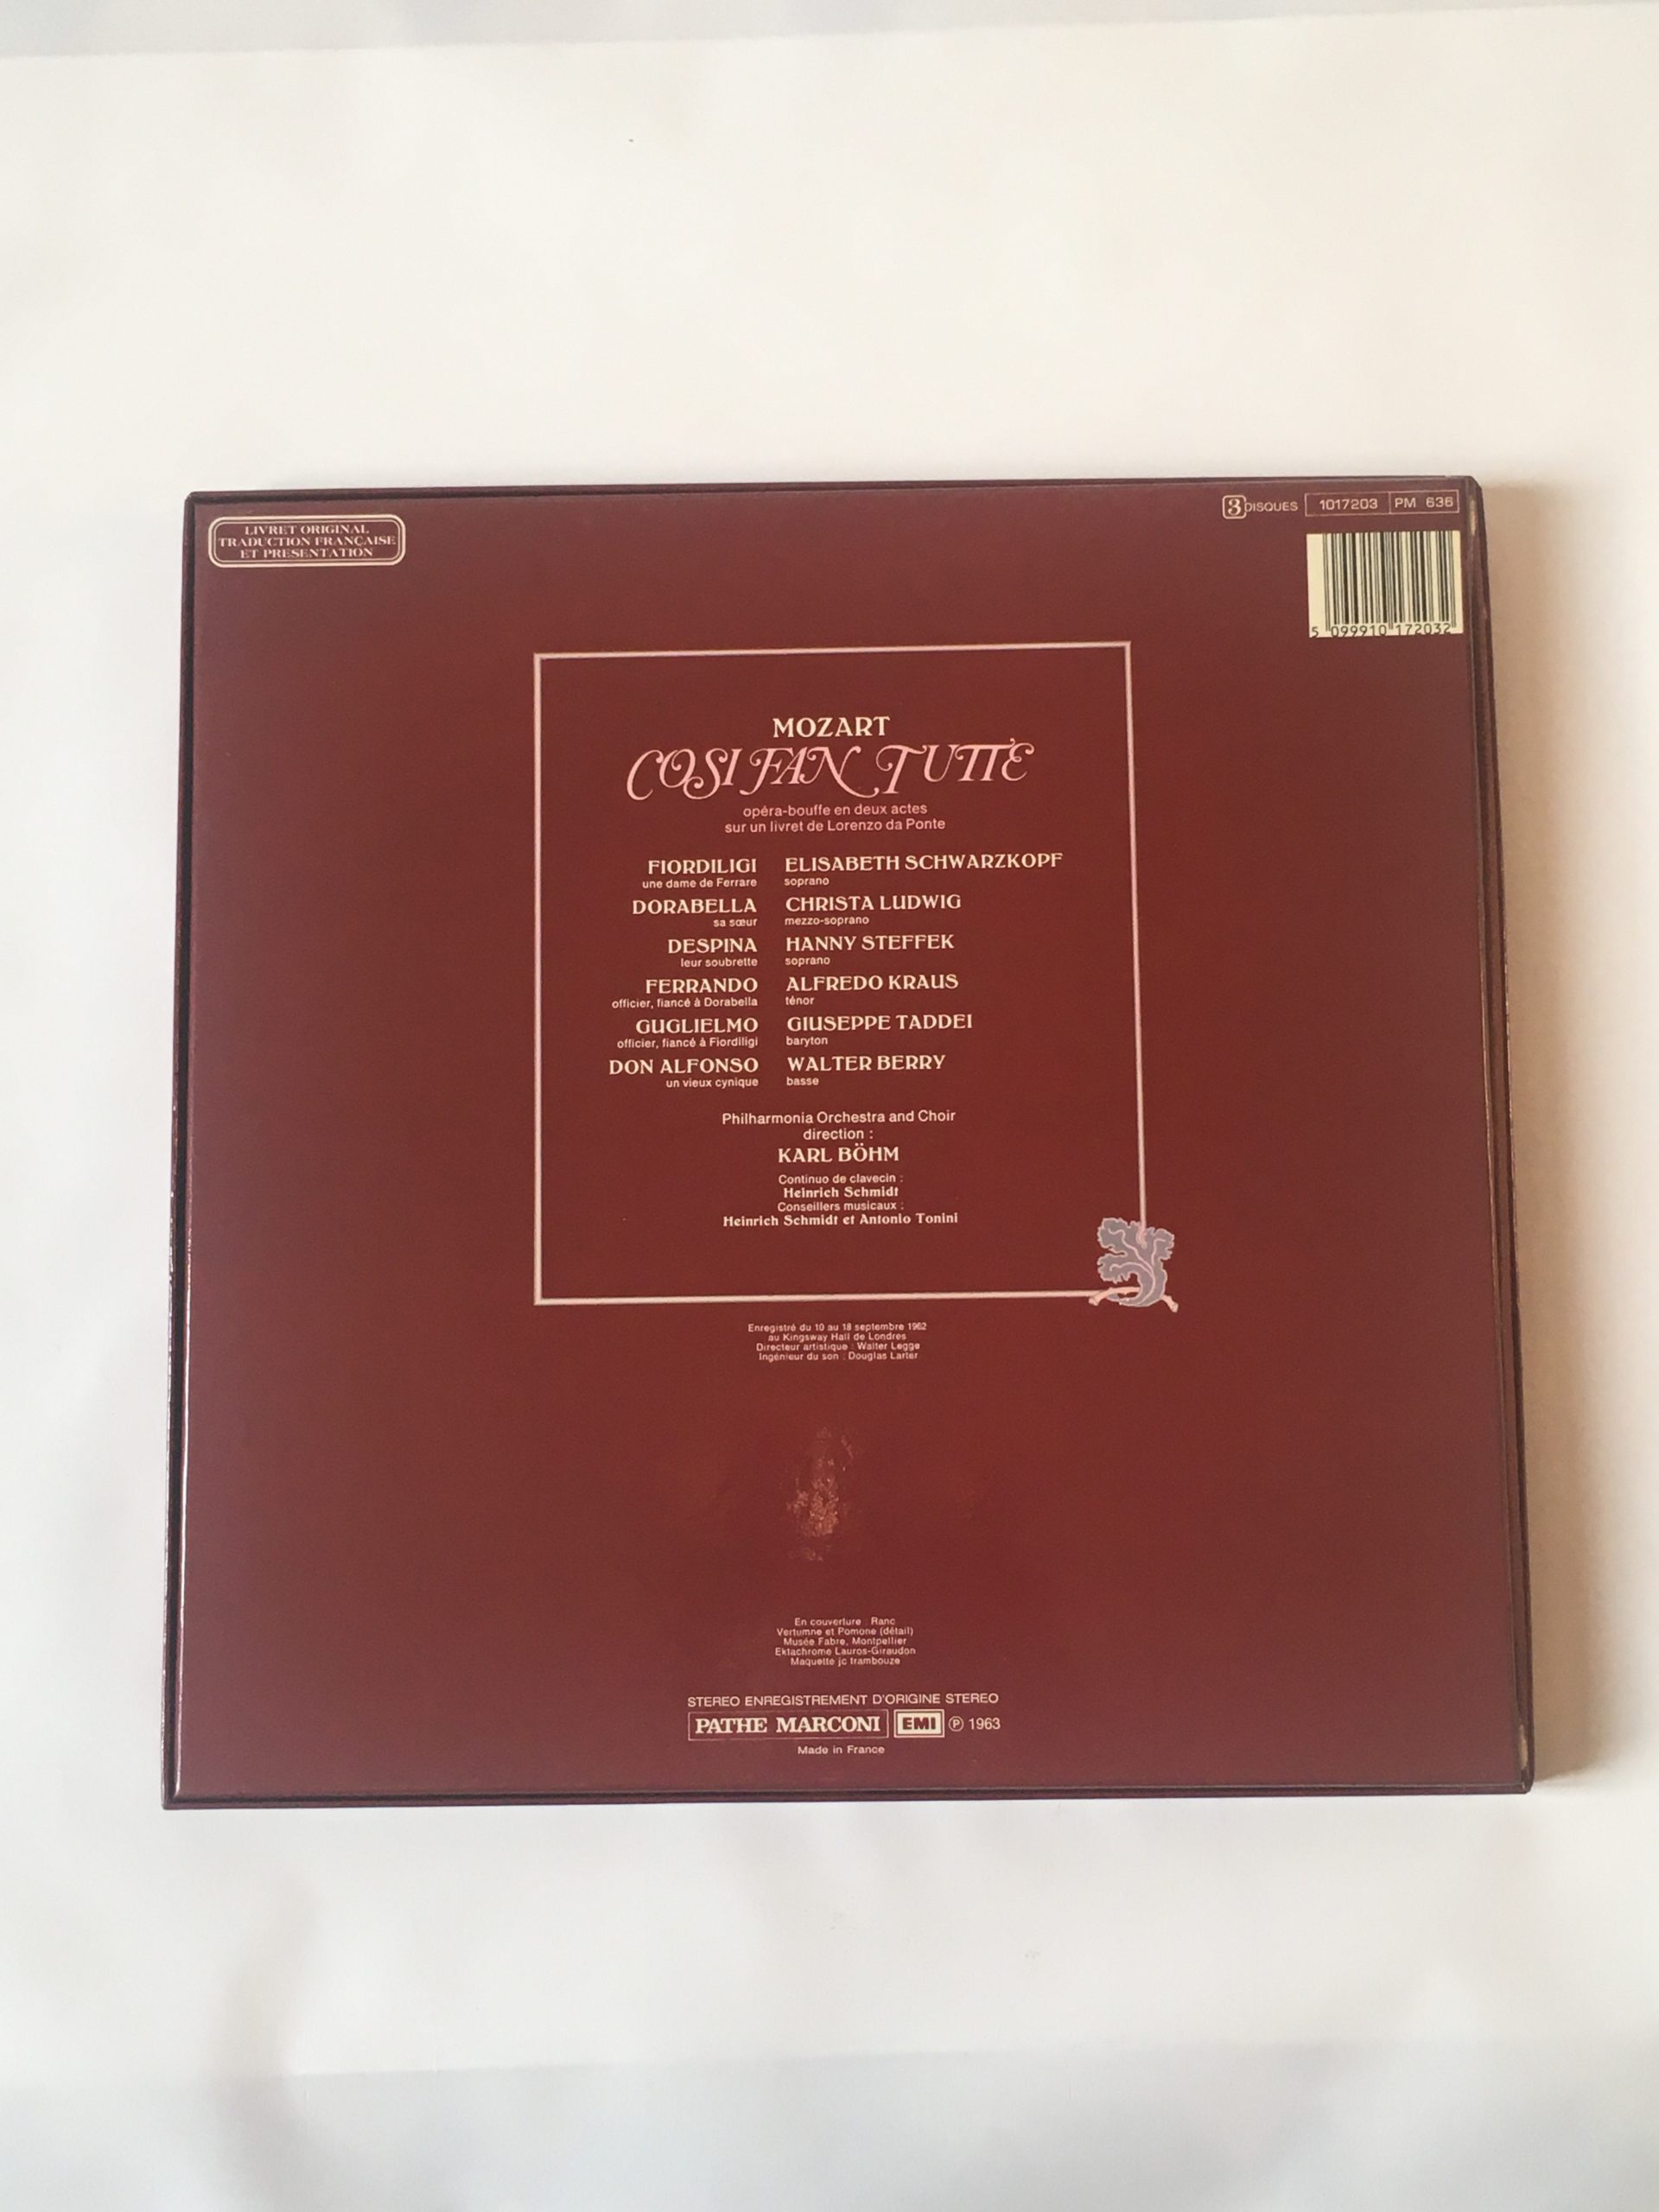 LIVRET ORIGINAL
TRADUCTION FRANÇAISE
ET PRESENTATION
3 DISQUES 1017203 PM 636
5 099910 172032
MOZART
COSI FAN TUTTE
opéra-bouffe en deux actes
sur un livret de Lorenzo da Ponte
FIORDILIGI ELISABETH SCHWARZKOPF
une dame de Ferrare soprano
DORABELLA CHRISTA LUDWIG
sa sœur mezzo-soprano
DESPINA HANNY STEFFEK
leur soubrette soprano
FERRANDO ALFREDO KRAUS
officier, fiancé à Dorabella ténor
GUGLIELMO GIUSEPPE TADDEI
officier, fiancé à Fiordiligi baryton
DON ALFONSO WALTER BERRY
un vieux cynique basse
Philharmonia Orchestra and Choir
direction :
KARL BÖHM
Continuo de clavecin :
Heinrich Schmidt
Conseillers musicaux :
Heinrich Schmidt et Antonio Tonini
Enregistré du 10 au 18 septembre 1962
au Kingsway Hall de Londres
Directeur artistique : Walter Legge
Ingénieur du son : Douglas Larter
En couverture : Ranc
Vertumne et Pomone (détail)
Musée Fabre, Montpellier
Ektachrome Lauros-Giraudon
Maquette jc trambouze
STEREO ENREGISTREMENT D'ORIGINE STEREO
PATHE MARCONI EMI ℗ 1963
Made in France